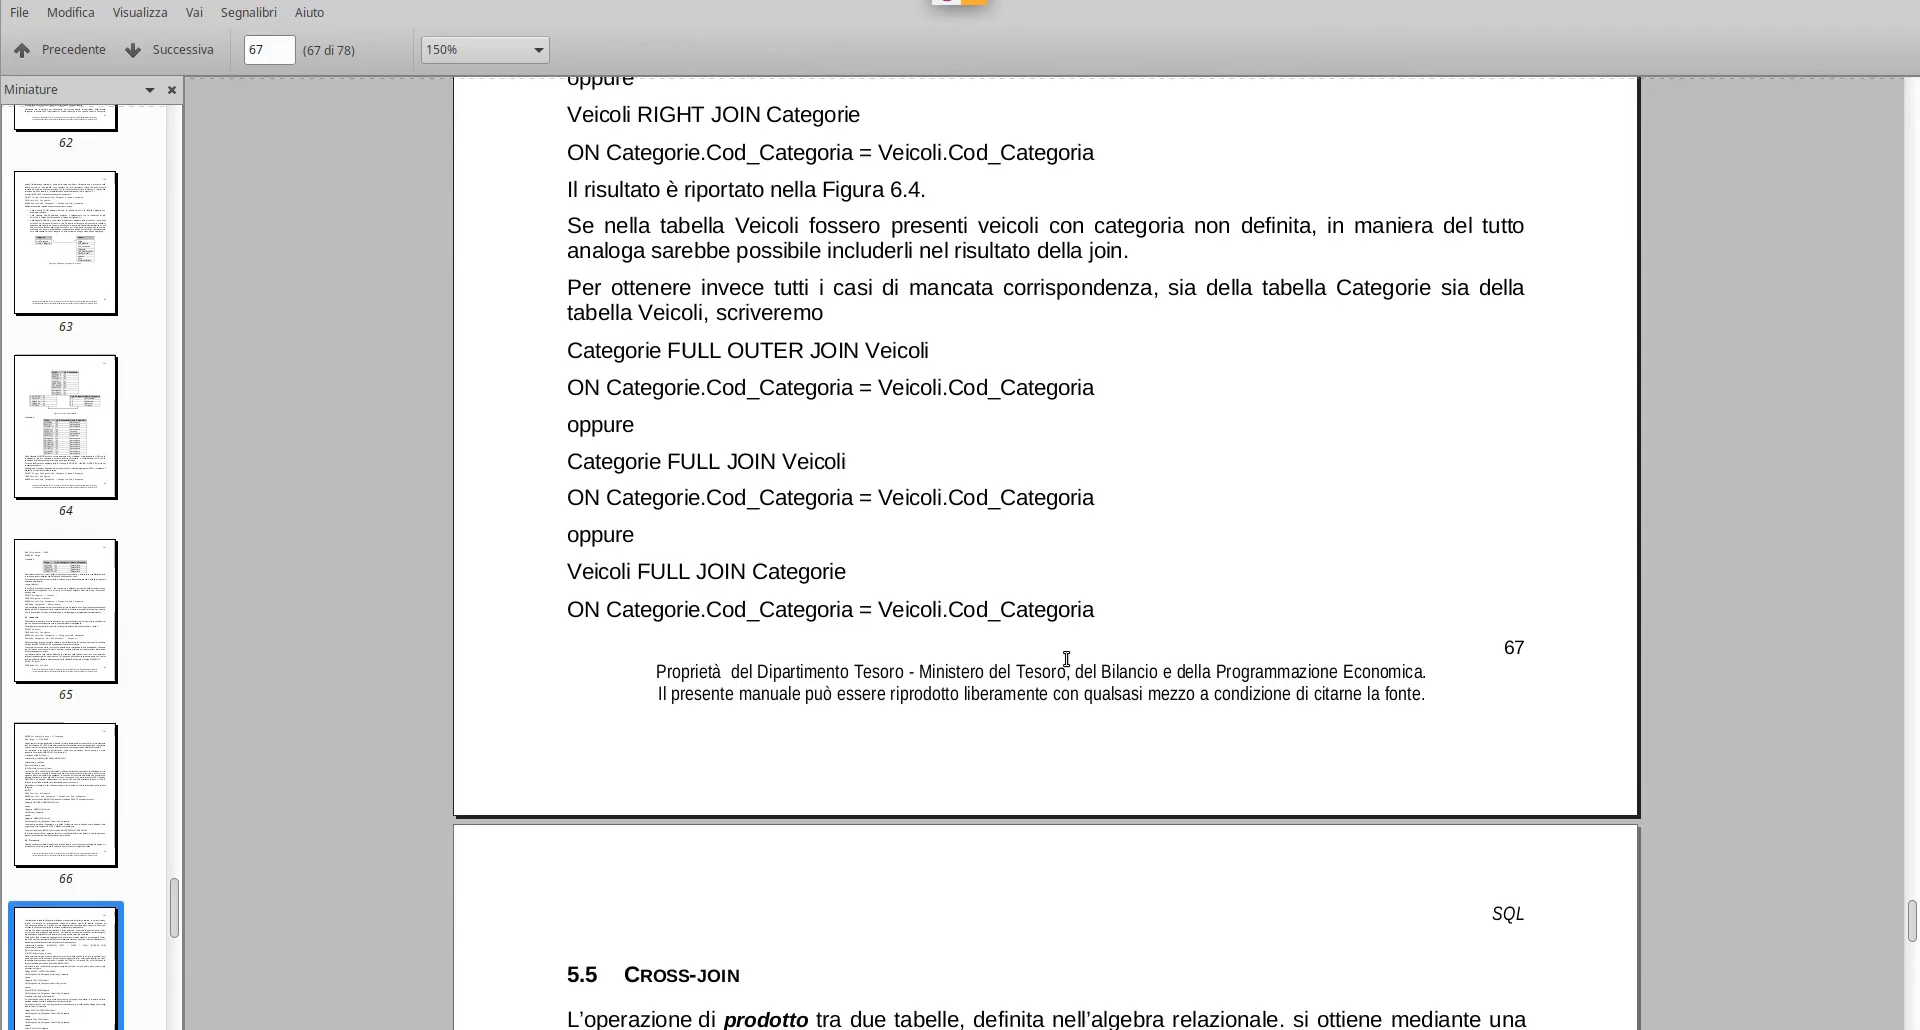 File Modifica Visualizza Vai Segnalibri Aiuto
Precedente Successiva 67 (67 di 78) 150%
Miniature
62
63
64
65
66
oppure
Veicoli RIGHT JOIN Categorie
ON Categorie.Cod_Categoria = Veicoli.Cod_Categoria
Il risultato è riportato nella Figura 6.4.
Se nella tabella Veicoli fossero presenti veicoli con categoria non definita, in maniera del tutto
analoga sarebbe possibile includerli nel risultato della join.
Per ottenere invece tutti i casi di mancata corrispondenza, sia della tabella Categorie sia della
tabella Veicoli, scriveremo
Categorie FULL OUTER JOIN Veicoli
ON Categorie.Cod_Categoria = Veicoli.Cod_Categoria
oppure
Categorie FULL JOIN Veicoli
ON Categorie.Cod_Categoria = Veicoli.Cod_Categoria
oppure
Veicoli FULL JOIN Categorie
ON Categorie.Cod_Categoria = Veicoli.Cod_Categoria
67
Proprietà del Dipartimento Tesoro - Ministero del Tesoro, del Bilancio e della Programmazione Economica.
Il presente manuale può essere riprodotto liberamente con qualsasi mezzo a condizione di citarne la fonte.
SQL
5.5 CROSS-JOIN
L'operazione di prodotto tra due tabelle, definita nell'algebra relazionale. si ottiene mediante una